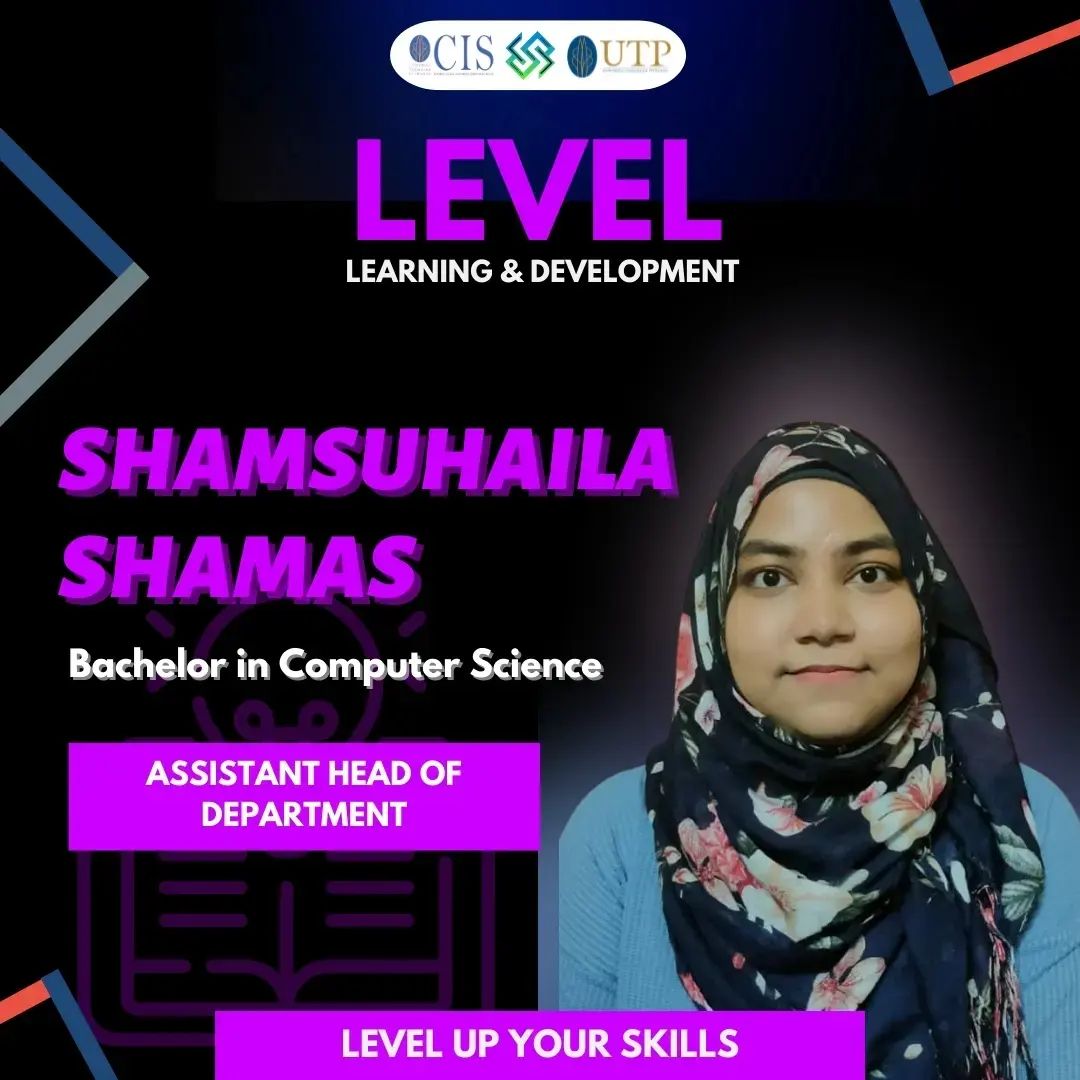 CIS
UTP
LEVEL
LEARNING & DEVELOPMENT
SHAMSUHAILA
SHAMAS
Bachelor in Computer Science
ASSISTANT HEAD OF
DEPARTMENT
LEVEL UP YOUR SKILLS